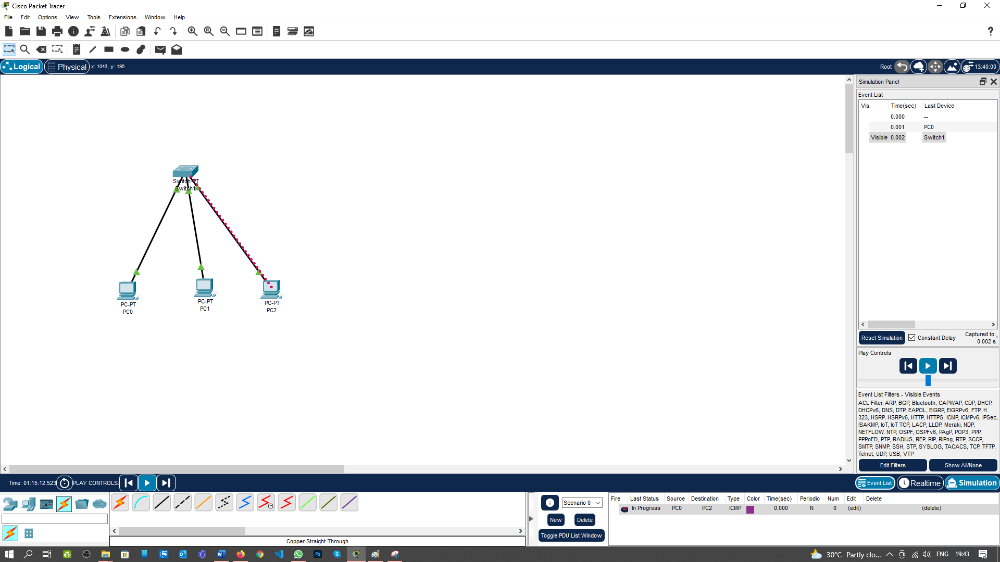 Cisco Packet Tracer
File Edit Options View Tools Extensions Window Help
Logical Physical x: 1043, y: 196 Root 13:40:00
Simulation Panel
Event List
Vis. Time(sec) Last Device
0.000 --
0.001 PC0
Visible 0.002 Switch1
Switch-PT
Switch1
PC-PT
PC0
PC-PT
PC1
PC-PT
PC2
Reset Simulation Constant Delay Captured to:
0.002 s
Play Controls
Event List Filters - Visible Events
ACL Filter, ARP, BGP, Bluetooth, CAPWAP, CDP, DHCP,
DHCPv6, DNS, DTP, EAPOL, EIGRP, EIGRPv6, FTP, H.
323, HSRP, HSRPv6, HTTP, HTTPS, ICMP, ICMPv6, IPSec,
ISAKMP, IoT, IoT TCP, LACP, LLDP, Meraki, NDP,
NETFLOW, NTP, OSPF, OSPFv6, PAgP, POP3, PPP,
PPPoED, PTP, RADIUS, REP, RIP, RIPng, RTP, SCCP,
SMTP, SNMP, SSH, STP, SYSLOG, TACACS, TCP, TFTP,
Telnet, UDP, USB, VTP
Edit Filters Show All/None
Time: 01:15:12.523 PLAY CONTROLS: Event List Realtime Simulation
Scenario 0
New Delete
Toggle PDU List Window
Fire Last Status Source Destination Type Color Time(sec) Periodic Num Edit Delete
In Progress PC0 PC2 ICMP 0.000 N 0 (edit) (delete)
Copper Straight-Through
30°C Partly clo... ENG 19:43